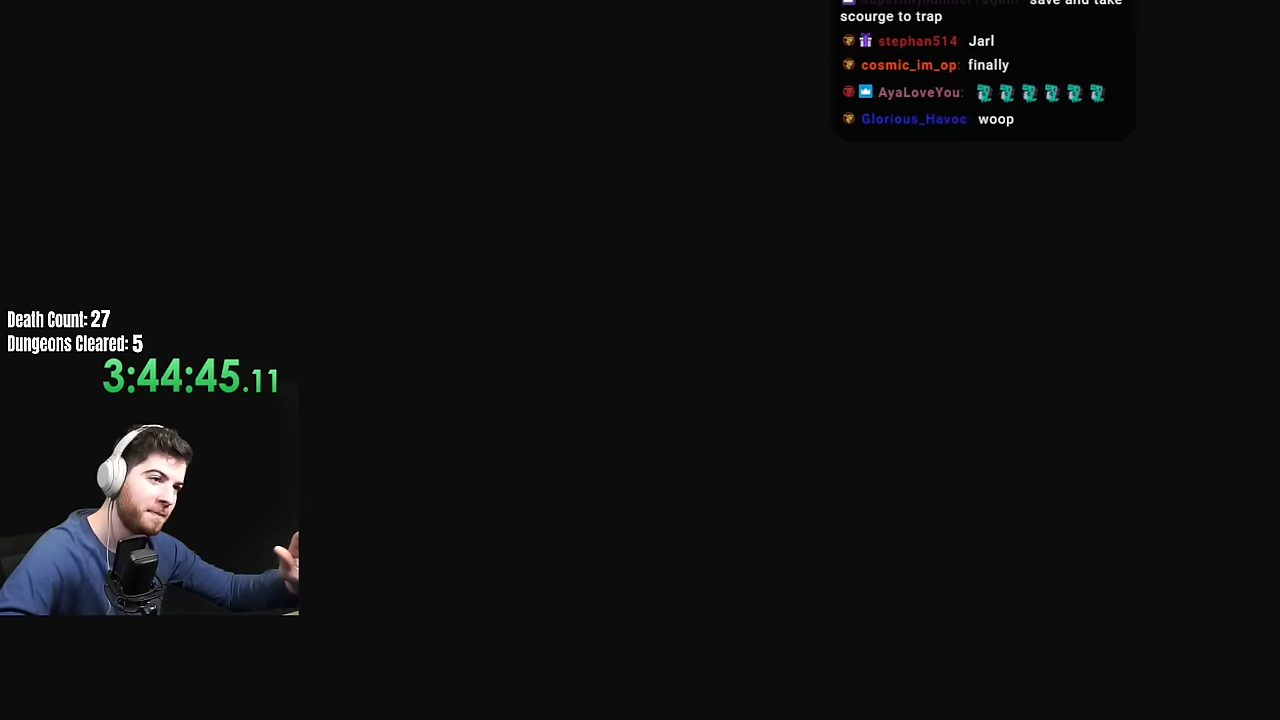 save and take
scourge to trap
stephan514: Jarl
cosmic_im_op: finally
AyaLoveYou:
Glorious_Havoc woop
Death Count: 27
Dungeons Cleared: 5
3:44:45.11